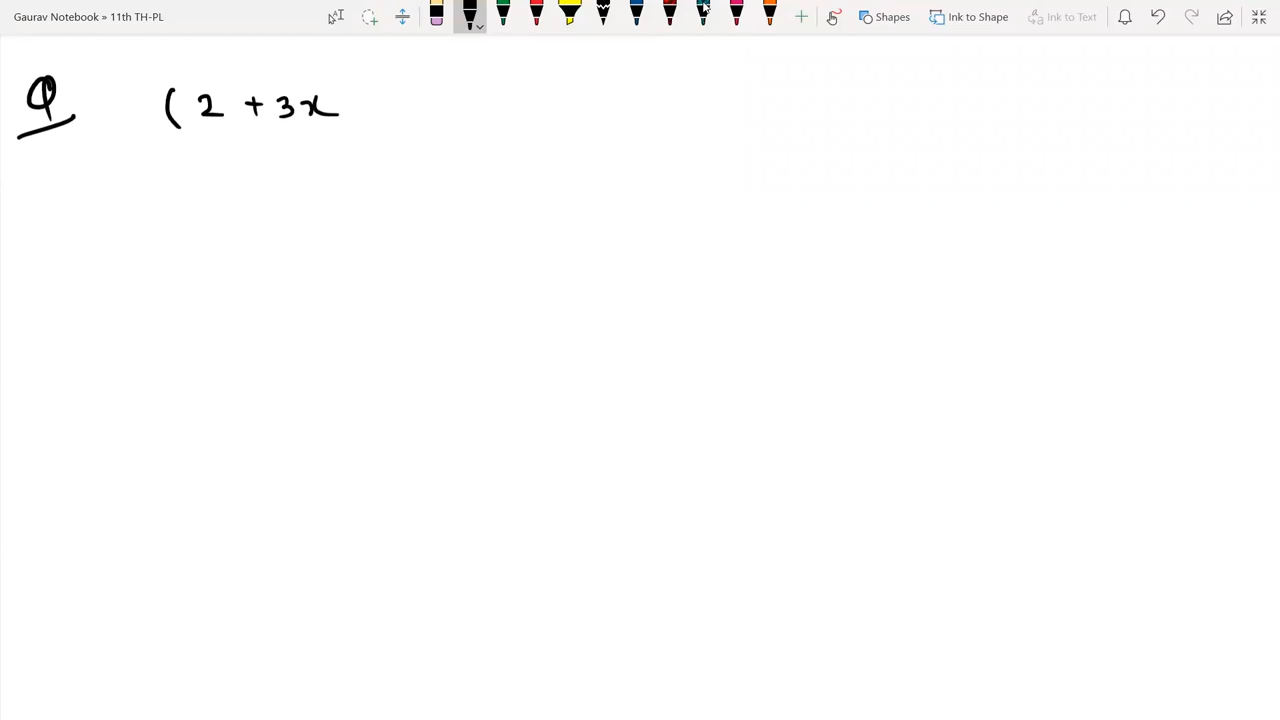 Gaurav Notebook » 11th TH-PL Shapes Ink to Shape Ink to Text
Q (2 + 3x